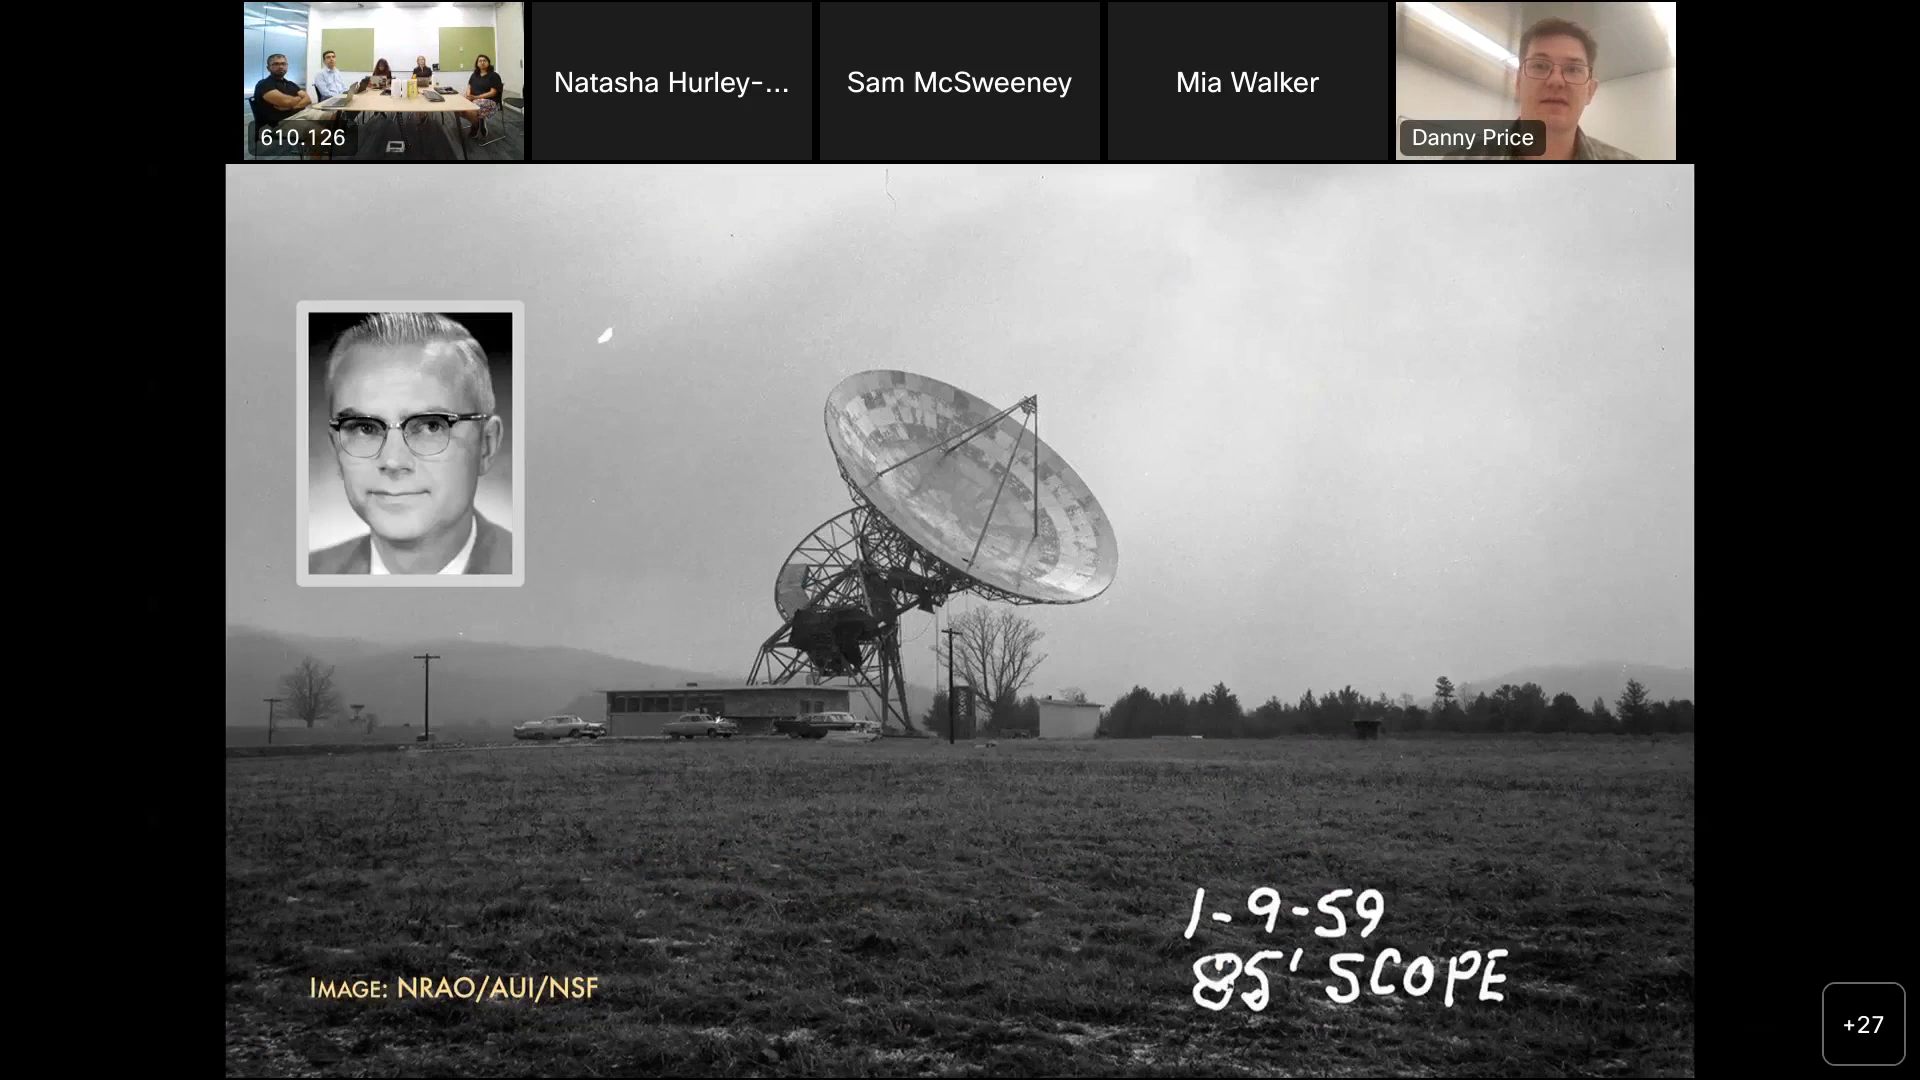 610.126
Natasha Hurley-...
Sam McSweeney
Mia Walker
Danny Price
1-9-59
85' SCOPE
IMAGE: NRAO/AUI/NSF
+27